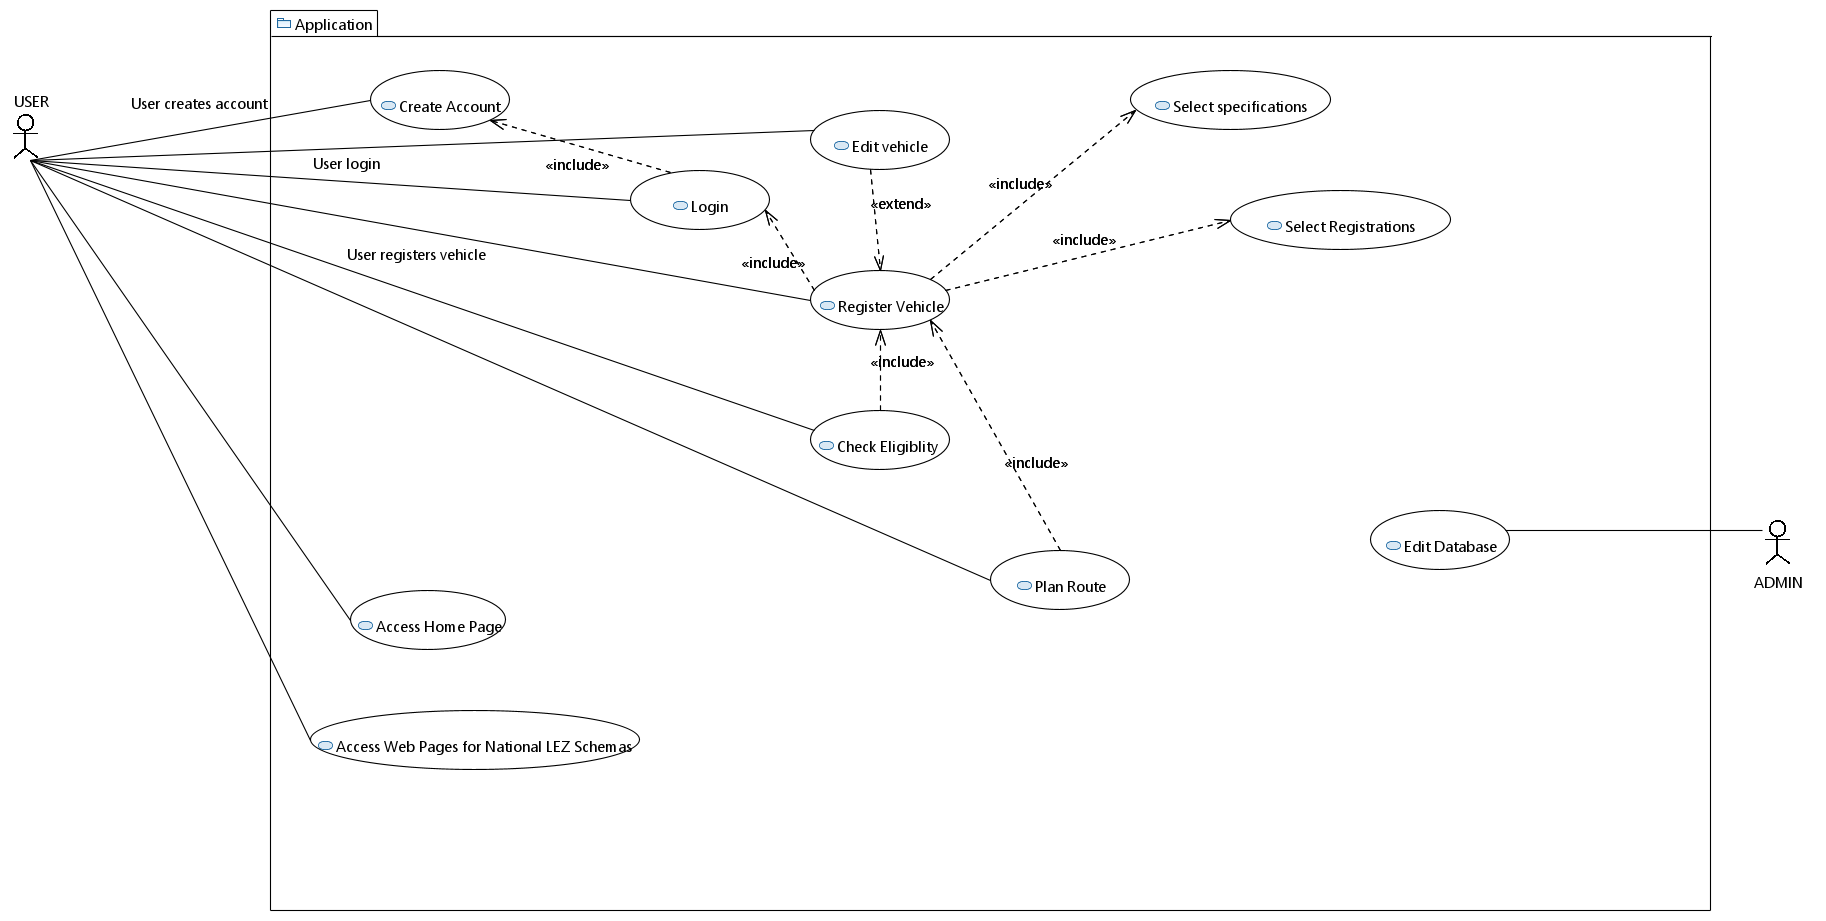 Application
USER
User creates account
Create Account
Select specifications
Edit vehicle
User login
«include»
Login
«include»
«extend»
Select Registrations
«include»
User registers vehicle
«include»
Register Vehicle
«include»
Check Eligiblity
«include»
Edit Database
Plan Route
ADMIN
Access Home Page
Access Web Pages for National LEZ Schemas